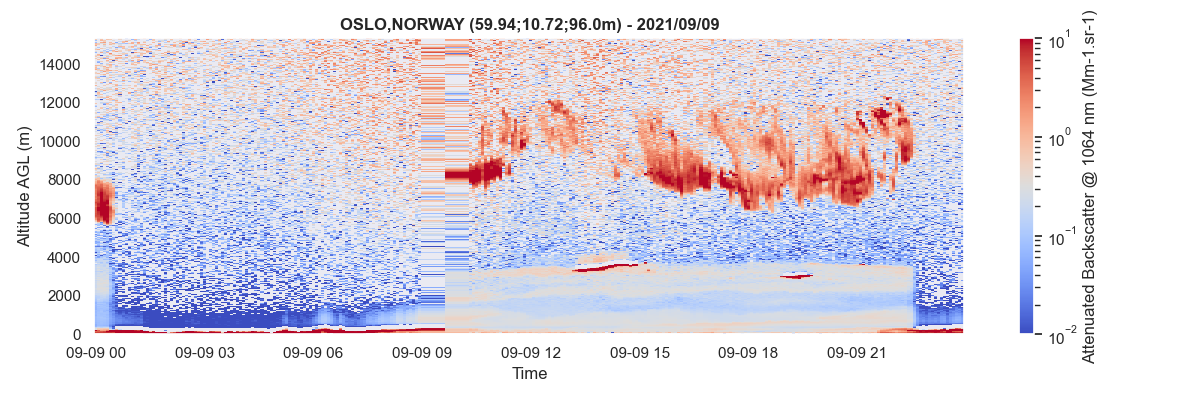 OSLO,NORWAY (59.94;10.72;96.0m) - 2021/09/09
14000
12000
10000
8000
6000
4000
2000
0
Altitude AGL (m)
09-09 00 09-09 03 09-09 06 09-09 09 09-09 12 09-09 15 09-09 18 09-09 21
Time
10¹
10⁰
10⁻¹
10⁻²
Attenuated Backscatter @ 1064 nm (Mm-1.sr-1)